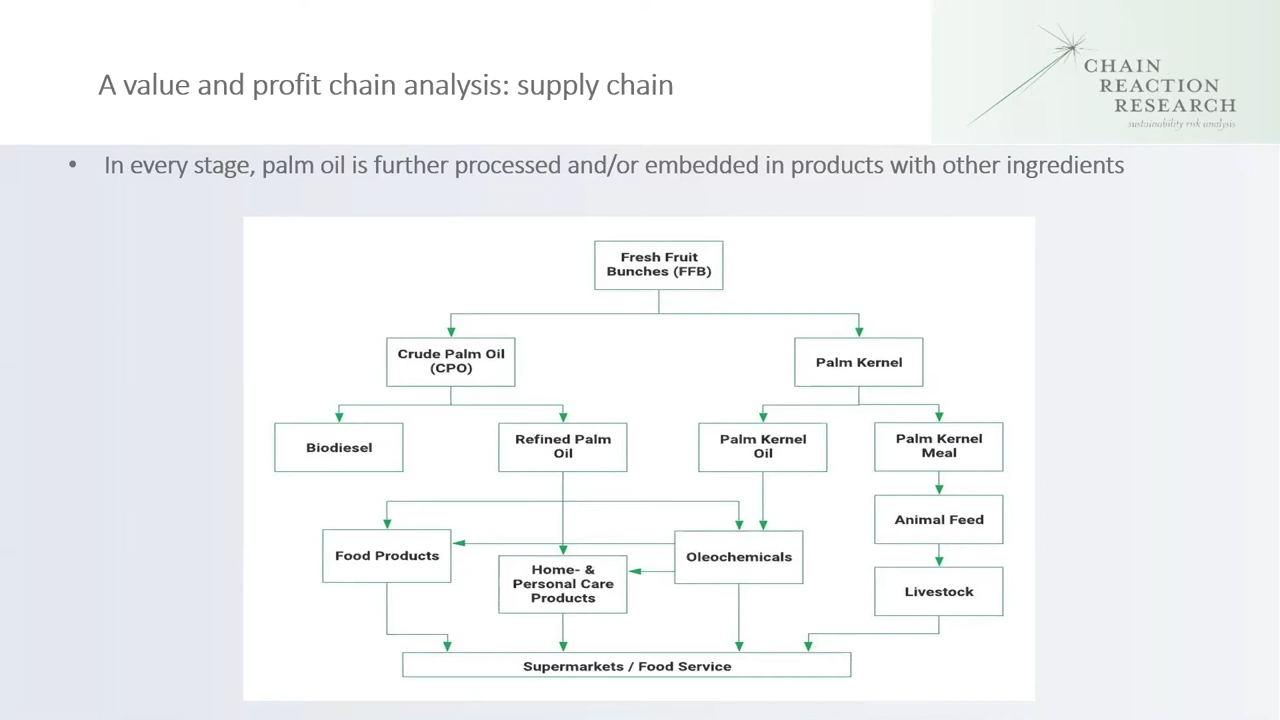 A value and profit chain analysis: supply chain
CHAIN
REACTION
RESEARCH
sustainability risk analysis
• In every stage, palm oil is further processed and/or embedded in products with other ingredients
Fresh Fruit
Bunches (FFB)
Crude Palm Oil
(CPO)
Palm Kernel
Biodiesel
Refined Palm
Oil
Palm Kernel
Oil
Palm Kernel
Meal
Animal Feed
Food Products
Home- &
Personal Care
Products
Oleochemicals
Livestock
Supermarkets / Food Service